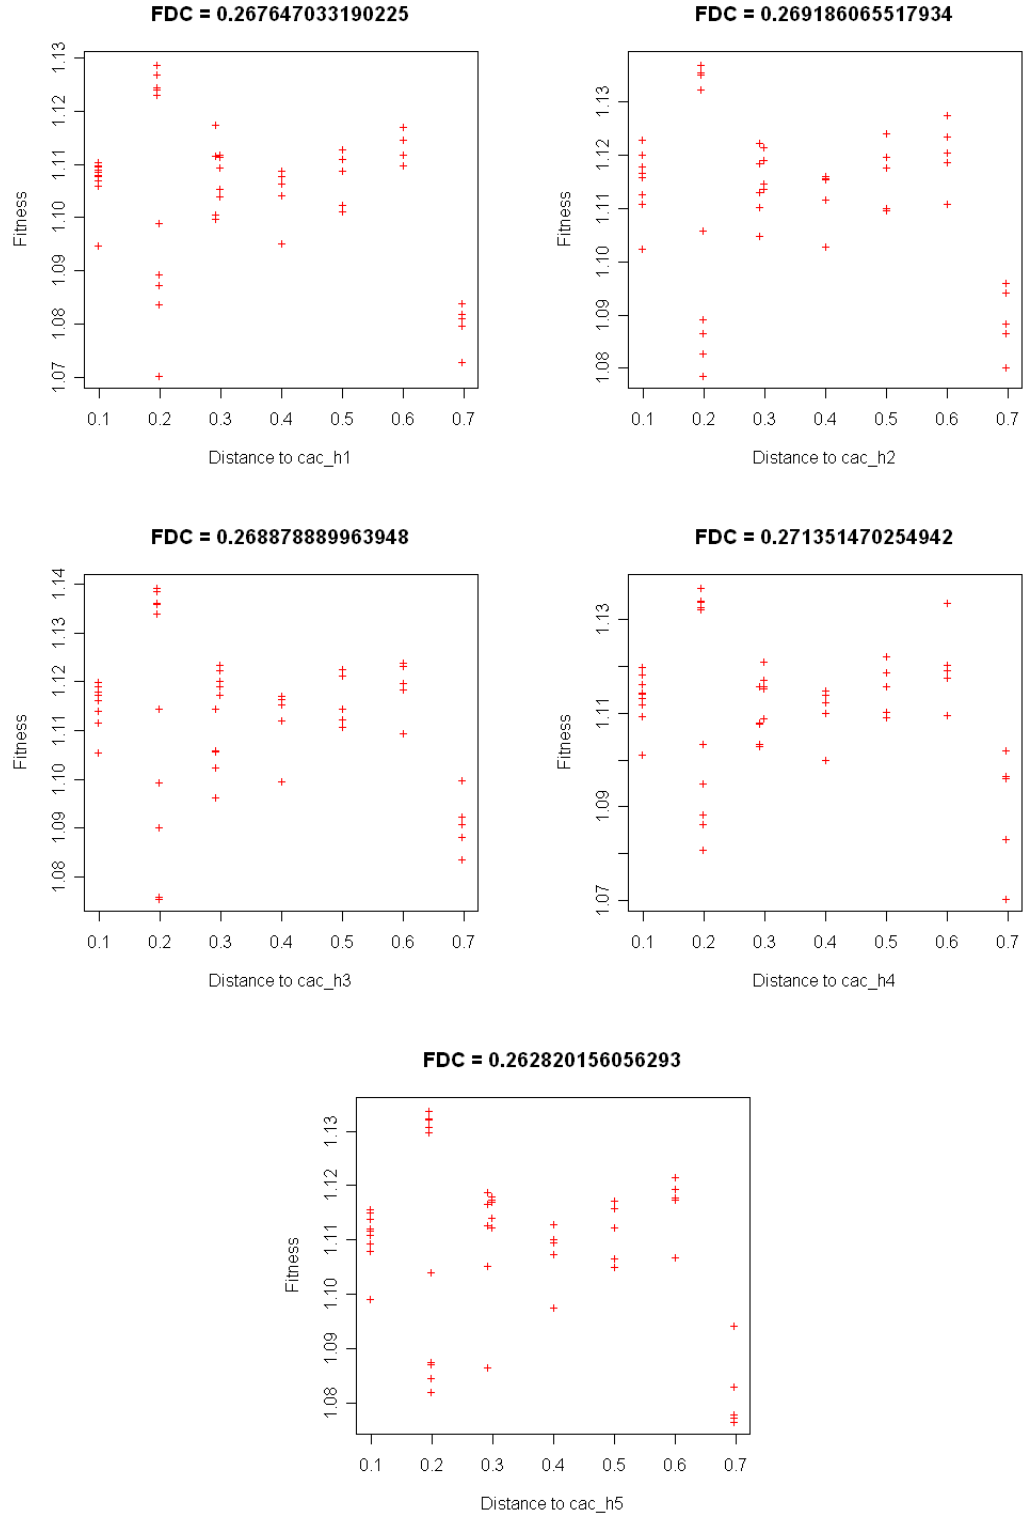 FDC = 0.267647033190225
1.13
1.12
1.11
1.10
1.09
1.08
1.07
Fitness
0.1 0.2 0.3 0.4 0.5 0.6 0.7
Distance to cac_h1
FDC = 0.269186065517934
1.13
1.12
1.11
1.10
1.09
1.08
Fitness
0.1 0.2 0.3 0.4 0.5 0.6 0.7
Distance to cac_h2
FDC = 0.268878889963948
1.14
1.13
1.12
1.11
1.10
1.09
1.08
Fitness
0.1 0.2 0.3 0.4 0.5 0.6 0.7
Distance to cac_h3
FDC = 0.271351470254942
1.13
1.11
1.09
1.07
Fitness
0.1 0.2 0.3 0.4 0.5 0.6 0.7
Distance to cac_h4
FDC = 0.262820156056293
1.13
1.12
1.11
1.10
1.09
1.08
Fitness
0.1 0.2 0.3 0.4 0.5 0.6 0.7
Distance to cac_h5